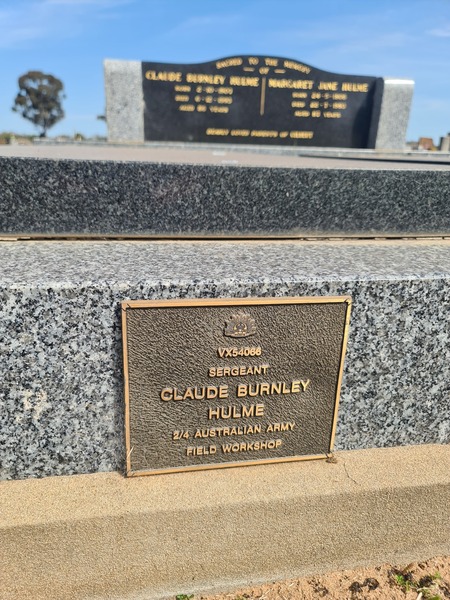 SACRED TO THE MEMORY
OF
CLAUDE BURNLEY HULME
MARGARET JANE HULME
DEARLY LOVED PARENTS OF
VX54066
SERGEANT
CLAUDE BURNLEY
HULME
2/4 AUSTRALIAN ARMY
FIELD WORKSHOP